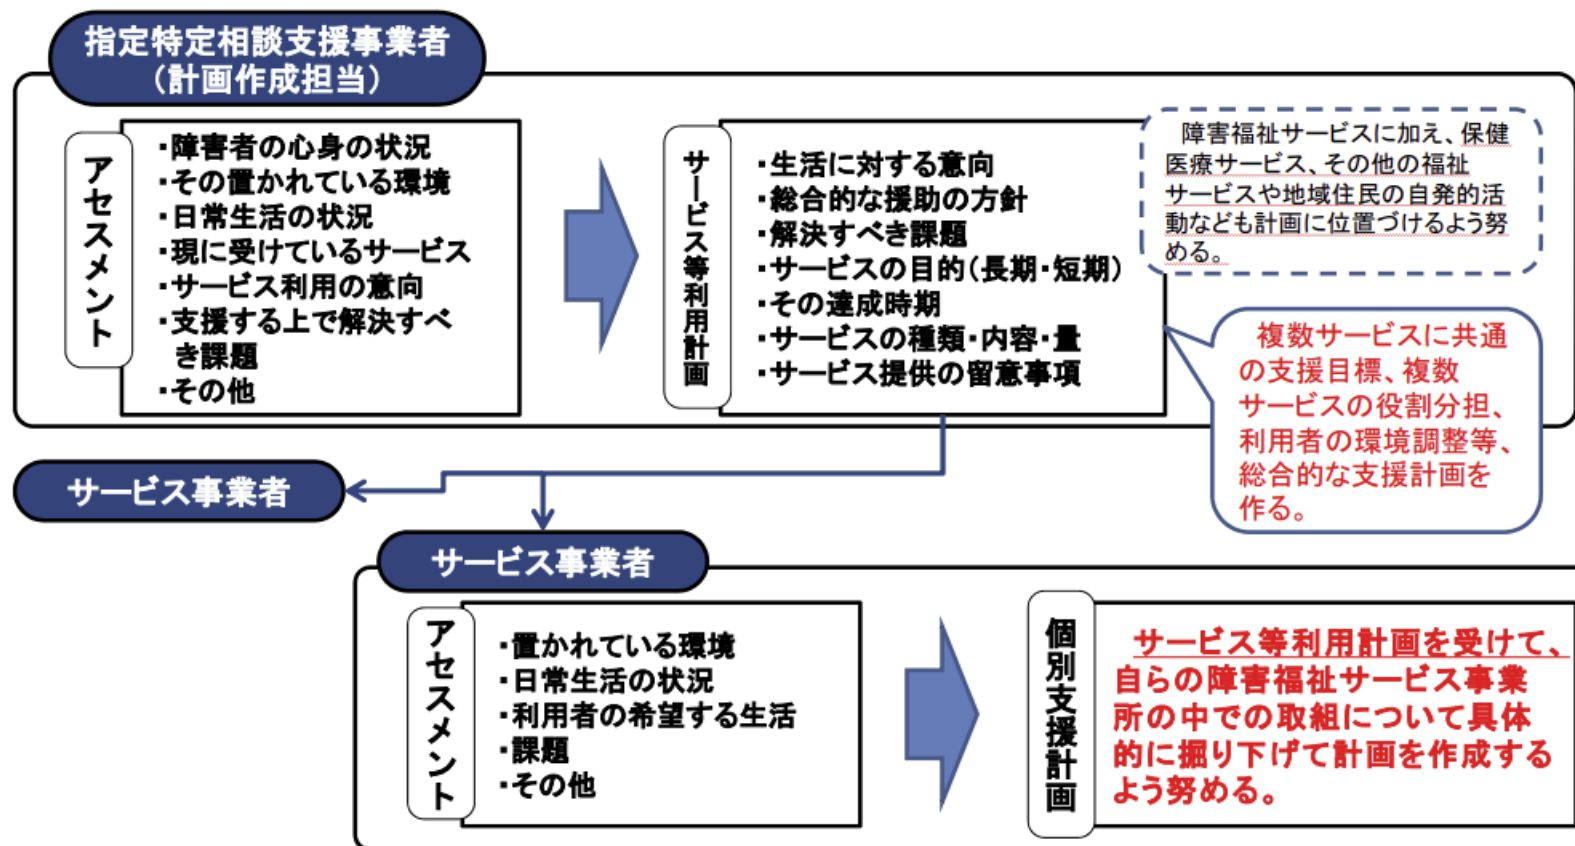 指定特定相談支援事業者
（計画作成担当）
アセスメント
・障害者の心身の状況
・その置かれている環境
・日常生活の状況
・現に受けているサービス
・サービス利用の意向
・支援する上で解決すべ
き課題
・その他
サービス等利用計画
・生活に対する意向
・総合的な援助の方針
・解決すべき課題
・サービスの目的（長期・短期）
・その達成時期
・サービスの種類・内容・量
・サービス提供の留意事項
障害福祉サービスに加え、保健
医療サービス、その他の福祉
サービスや地域住民の自発的活
動なども計画に位置づけるよう努
める。
複数サービスに共通
の支援目標、複数
サービスの役割分担、
利用者の環境調整等、
総合的な支援計画を
作る。
サービス事業者
サービス事業者
アセスメント
・置かれている環境
・日常生活の状況
・利用者の希望する生活
・課題
・その他
個別支援計画
サービス等利用計画を受けて、
自らの障害福祉サービス事業
所の中での取組について具体
的に掘り下げて計画を作成する
よう努める。